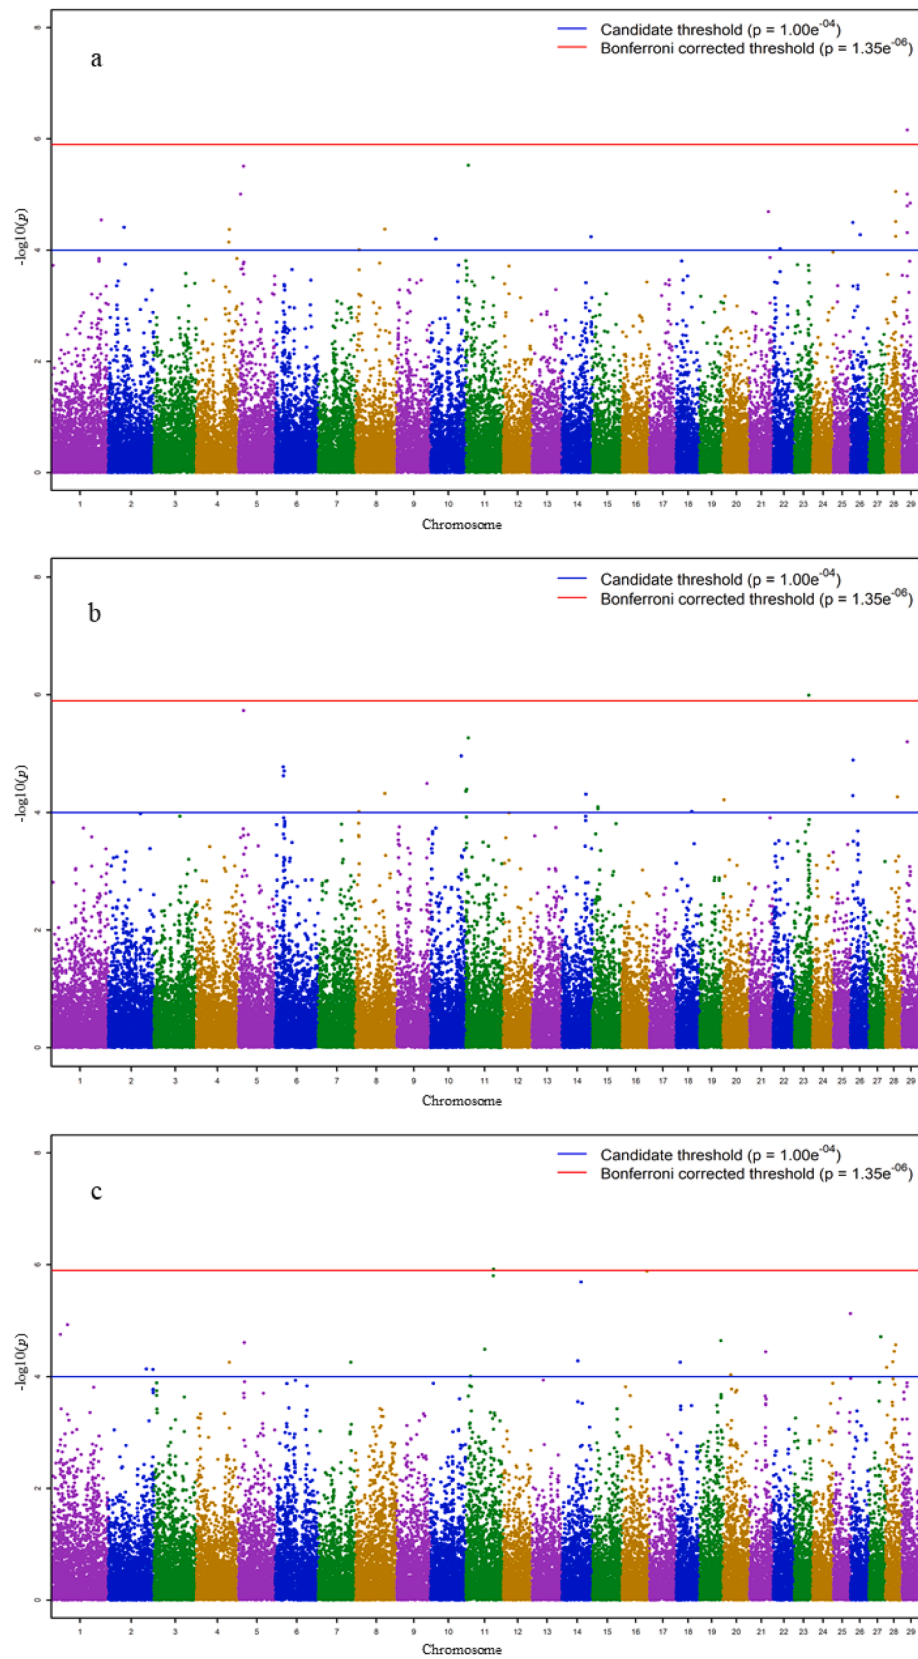 a
Candidate threshold (p = 1.00e-04)
Bonferroni corrected threshold (p = 1.35e-06)
8
6
4
2
0
-log10(p)
1 2 3 4 5 6 7 8 9 10 11 12 13 14 15 16 17 18 19 20 21 22 23 24 25 26 27 28 29
Chromosome
b
Candidate threshold (p = 1.00e-04)
Bonferroni corrected threshold (p = 1.35e-06)
8
6
4
2
0
-log10(p)
1 2 3 4 5 6 7 8 9 10 11 12 13 14 15 16 17 18 19 20 21 22 23 24 25 26 27 28 29
Chromosome
c
Candidate threshold (p = 1.00e-04)
Bonferroni corrected threshold (p = 1.35e-06)
8
6
4
2
0
-log10(p)
1 2 3 4 5 6 7 8 9 10 11 12 13 14 15 16 17 18 19 20 21 22 23 24 25 26 27 28 29
Chromosome